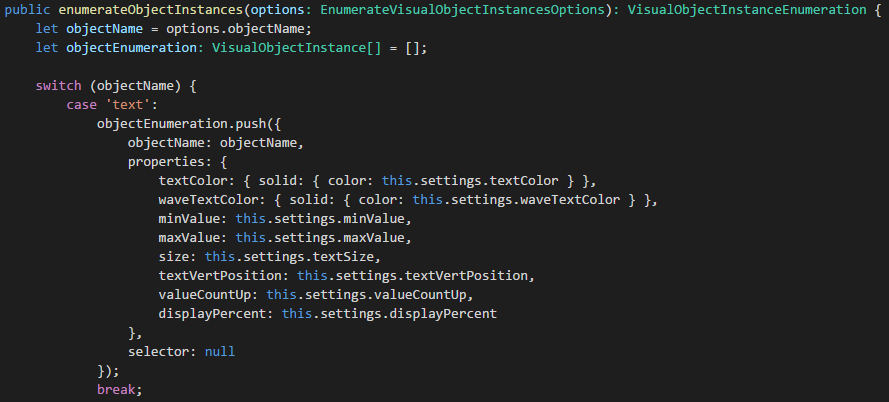 public enumerateObjectInstances(options: EnumerateVisualObjectInstancesOptions): VisualObjectInstanceEnumeration {
    let objectName = options.objectName;
    let objectEnumeration: VisualObjectInstance[] = [];

    switch (objectName) {
        case 'text':
            objectEnumeration.push({
                objectName: objectName,
                properties: {
                    textColor: { solid: { color: this.settings.textColor } },
                    waveTextColor: { solid: { color: this.settings.waveTextColor } },
                    minValue: this.settings.minValue,
                    maxValue: this.settings.maxValue,
                    size: this.settings.textSize,
                    textVertPosition: this.settings.textVertPosition,
                    valueCountUp: this.settings.valueCountUp,
                    displayPercent: this.settings.displayPercent
                },
                selector: null
            });
            break;